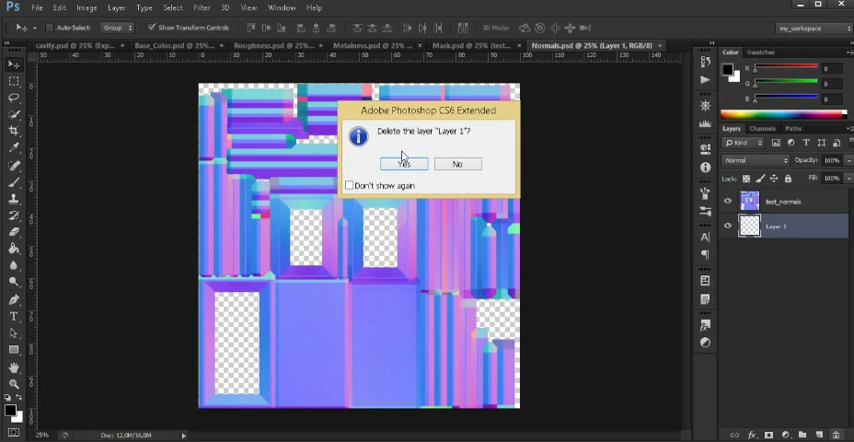 Ps File Edit Image Layer Type Select Filter 3D View Window Help
Auto-Select: Group Show Transform Controls 3D Mode: my_workspace
cavity.psd @ 25% (Exp... × Base_Color.psd @ 25%... × Roughness.psd @ 25% (... × Metalness.psd @ 25% ... × Mask.psd @ 25% (test... × Normals.psd @ 25% (Layer 1, RGB/8) ×
Color Swatches
R 0
G 0
B 0
Adobe Photoshop CS6 Extended
Delete the layer "Layer 1"?
Yes No
Don't show again
Layers Channels Paths
Kind
Normal Opacity: 100%
Lock: Fill: 100%
test_normals
Layer 1
25% Doc: 12,0M/16,0M